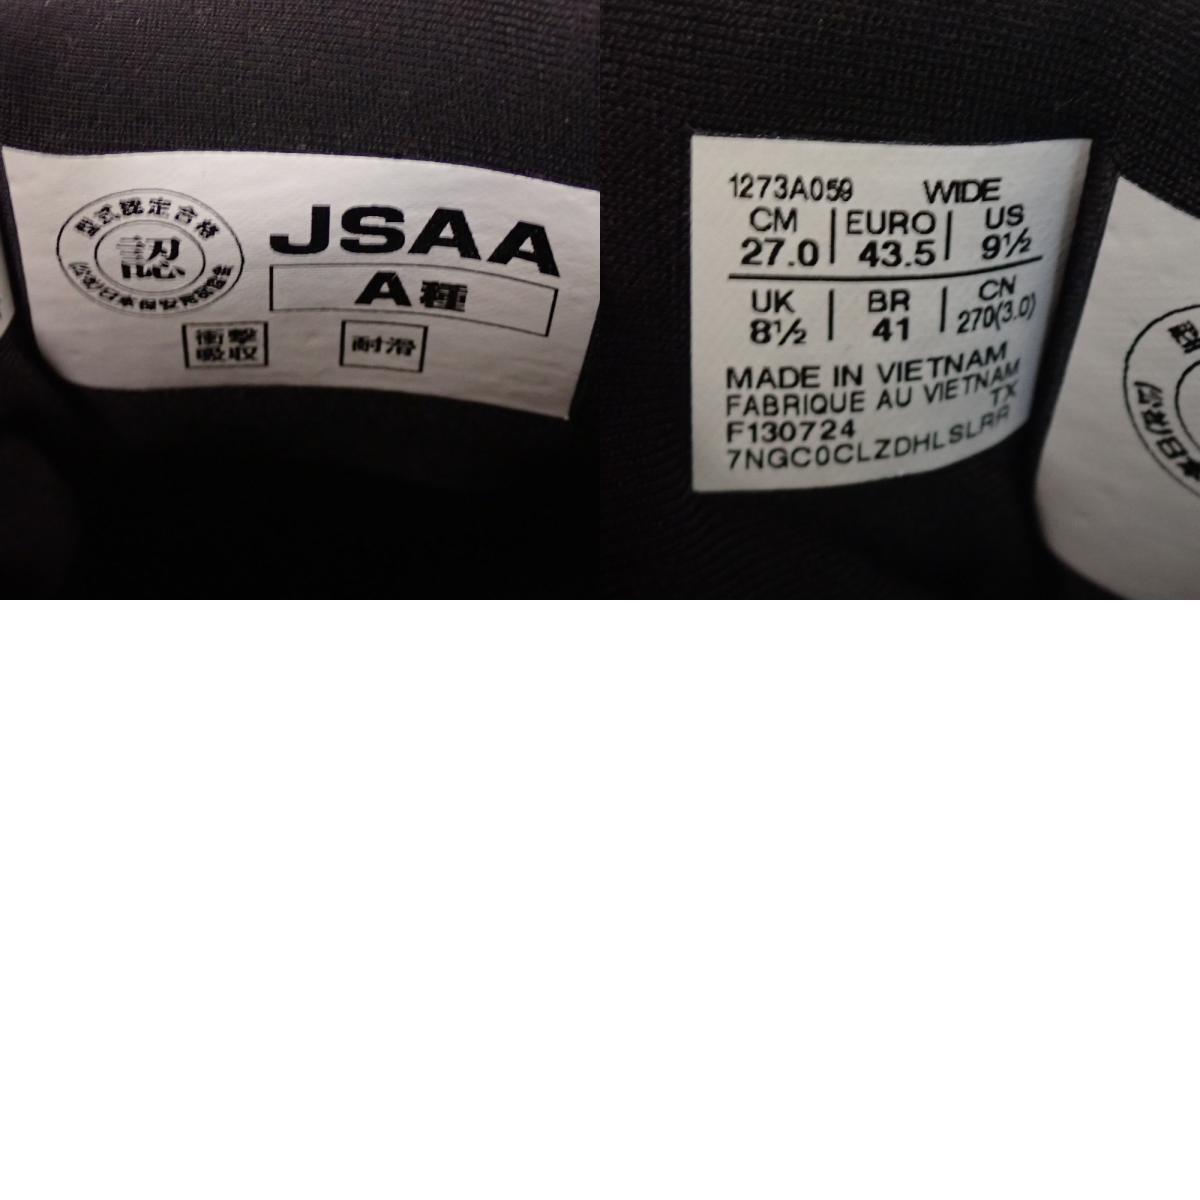 型式認定合格
認
JSAA
A種
衝撃
吸収
耐滑
1273A059 WIDE
CM EURO US
27.0 43.5 9½
UK BR CN
8½ 41 270(3.0)
MADE IN VIETNAM
FABRIQUE AU VIETNAM
TX
F130724
7NGC0CLZDHLSLRR